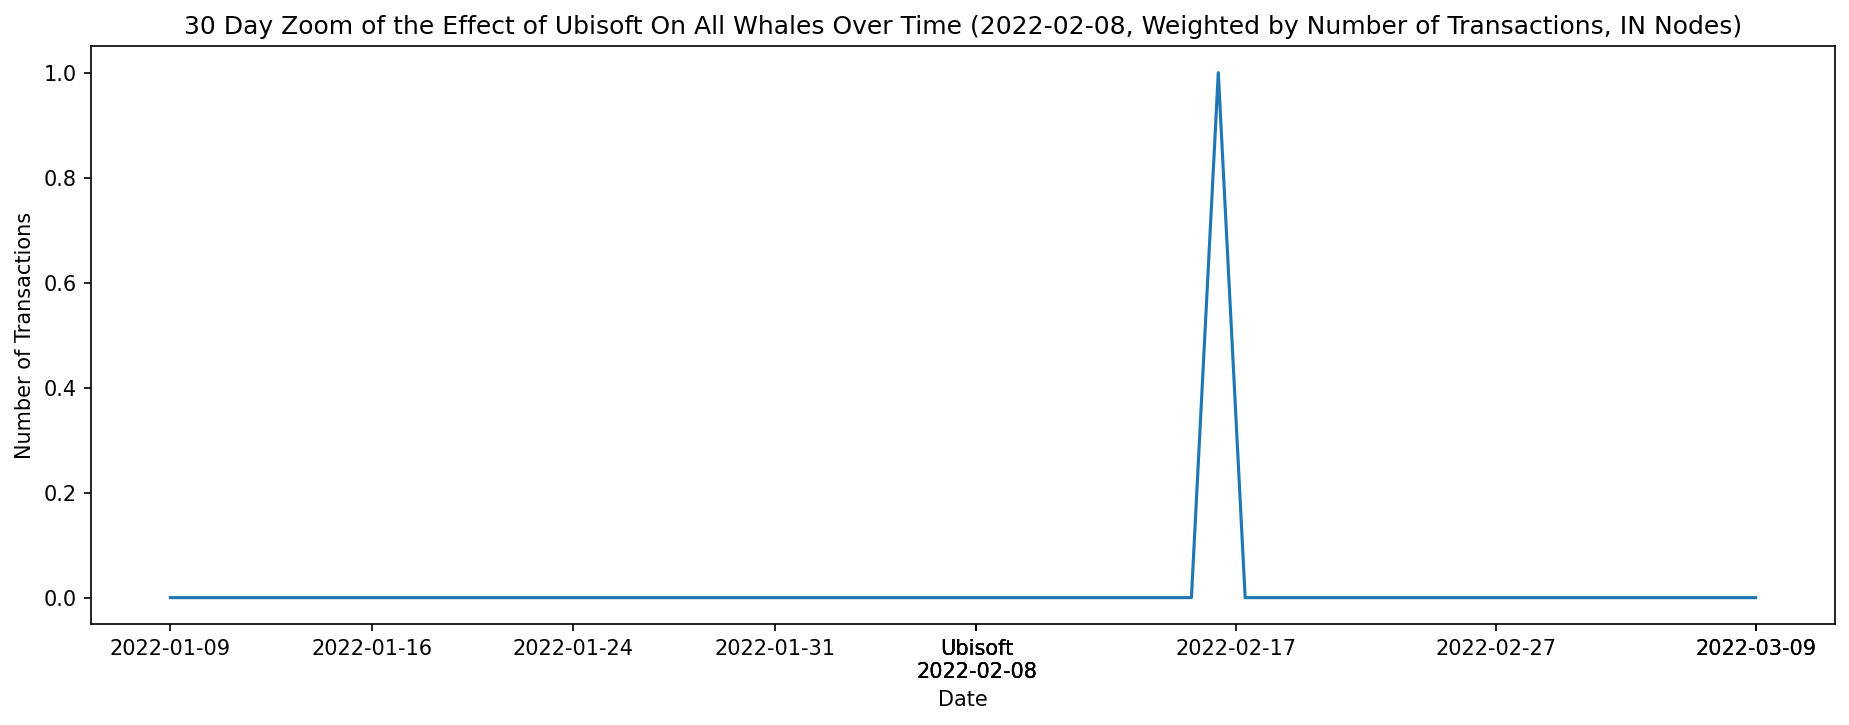 30 Day Zoom of the Effect of Ubisoft On All Whales Over Time (2022-02-08, Weighted by Number of Transactions, IN Nodes)
Number of Transactions
1.0
0.8
0.6
0.4
0.2
0.0
2022-01-09 2022-01-16 2022-01-24 2022-01-31 Ubisoft 2022-02-17 2022-02-27 2022-03-09
2022-02-08
Date